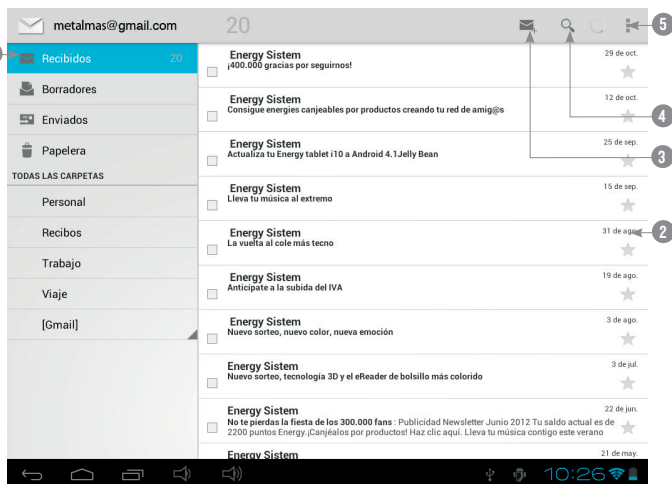 metalmas@gmail.com
20
5
Recibidos 20
Borradores
Enviados
Papelera
TODAS LAS CARPETAS
Personal
Recibos
Trabajo
Viaje
[Gmail]
Energy Sistem 29 de oct.
¡400.000 gracias por seguirnos!
Energy Sistem 12 de oct.
Consigue energies canjeables por productos creando tu red de amig@s
4
Energy Sistem 25 de sep.
Actualiza tu Energy tablet i10 a Android 4.1Jelly Bean
3
Energy Sistem 15 de sep.
Lleva tu música al extremo
Energy Sistem 31 de ago.
2
La vuelta al cole más tecno
Energy Sistem 19 de ago.
Anticípate a la subida del IVA
Energy Sistem 3 de ago.
Nuevo sorteo, nuevo color, nueva emoción
Energy Sistem 3 de jul.
Nuevo sorteo, tecnología 3D y el eReader de bolsillo más colorido
Energy Sistem 22 de jun.
No te pierdas la fiesta de los 300.000 fans : Publicidad Newsletter Junio 2012 Tu saldo actual es de
2200 puntos Energy.¡Canjéalos por productos! Haz clic aquí. Lleva tu música contigo este verano
Energy Sistem 21 de may.
10:26